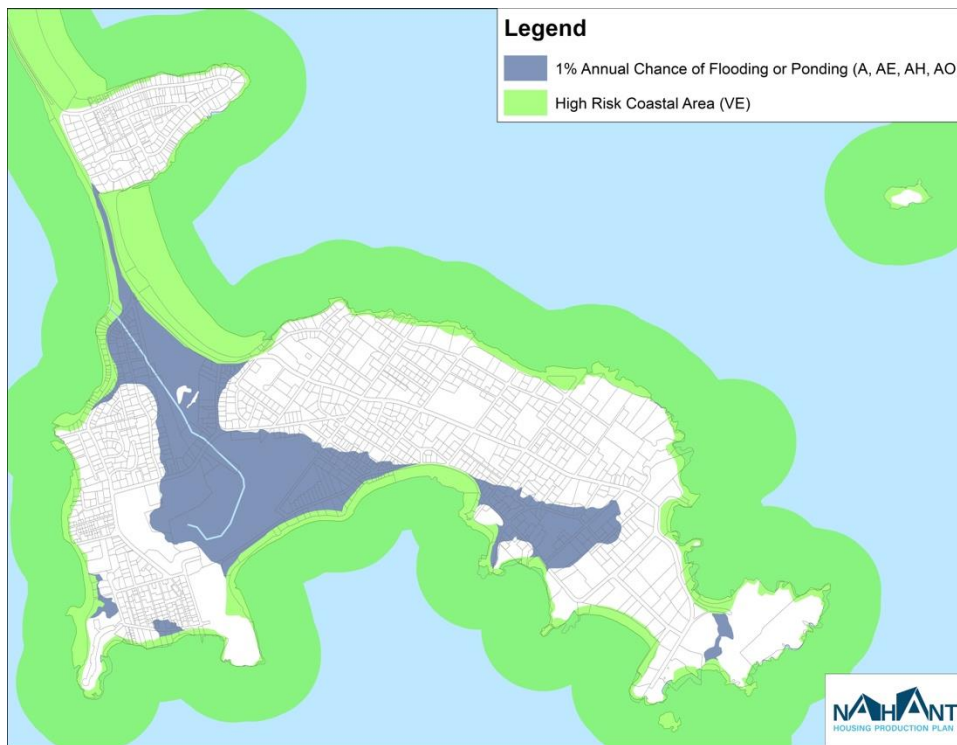 Legend
1% Annual Chance of Flooding or Ponding (A, AE, AH, AO
High Risk Coastal Area (VE)
NAHANT
HOUSING PRODUCTION PLAN